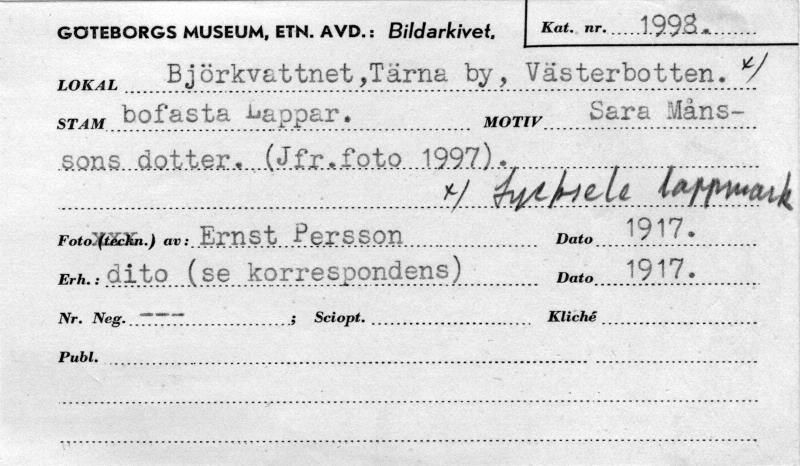 GÖTEBORGS MUSEUM, ETN. AVD.: Bildarkivet. Kat. nr. 1998.
LOKAL Björkvattnet, Tärna by, Västerbotten. x/
STAM bofasta Lappar. MOTIV Sara Måns-
sons dotter. (Jfr.foto 1997).
x/ Lycksele lappmark
Foto (teckn.) av: Ernst Persson Dato 1917.
Erh.: dito (se korrespondens) Dato 1917.
Nr. Neg. --- ; Sciopt. Kliché
Publ.